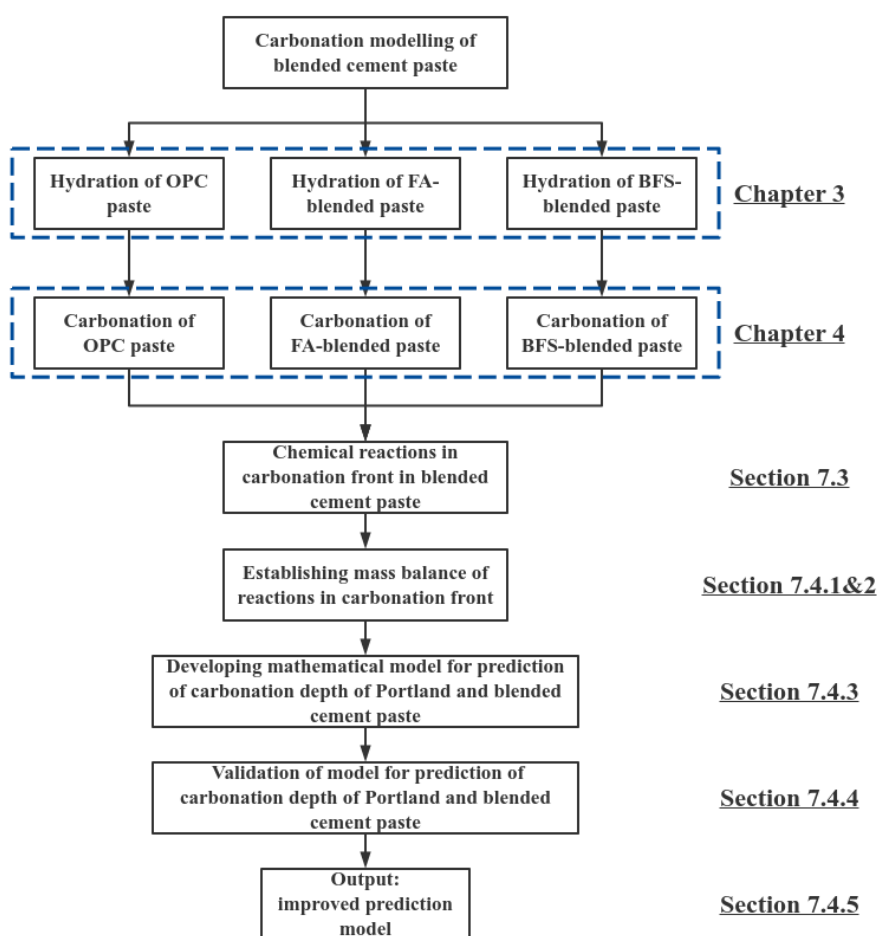 Carbonation modelling of
blended cement paste
Hydration of OPC
paste
Hydration of FA-
blended paste
Hydration of BFS-
blended paste
Chapter 3
Carbonation of
OPC paste
Carbonation of
FA-blended paste
Carbonation of
BFS-blended paste
Chapter 4
Chemical reactions in
carbonation front in blended
cement paste
Section 7.3
Establishing mass balance of
reactions in carbonation front
Section 7.4.1&2
Developing mathematical model for prediction
of carbonation depth of Portland and blended
cement paste
Section 7.4.3
Validation of model for prediction of
carbonation depth of Portland and blended
cement paste
Section 7.4.4
Output:
improved prediction
model
Section 7.4.5